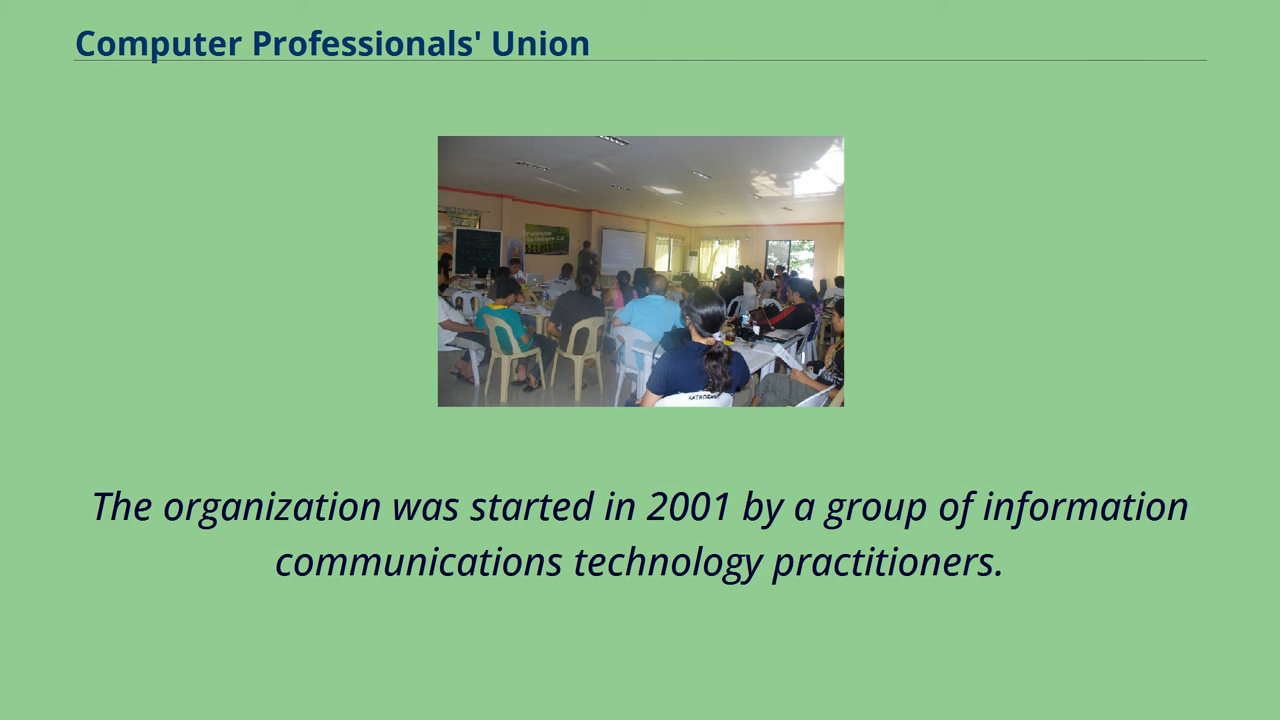 Computer Professionals' Union
The organization was started in 2001 by a group of information
communications technology practitioners.